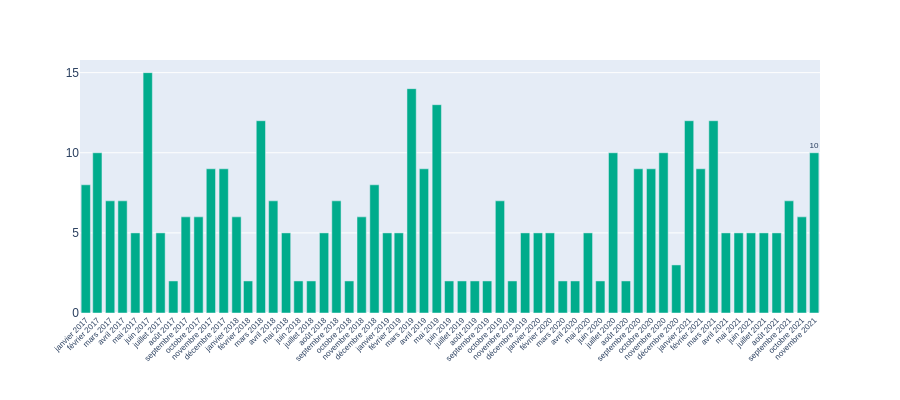 15
10
5
0
10
janvier 2017
février 2017
mars 2017
avril 2017
mai 2017
juin 2017
juillet 2017
août 2017
septembre 2017
octobre 2017
novembre 2017
décembre 2017
janvier 2018
février 2018
mars 2018
avril 2018
mai 2018
juin 2018
juillet 2018
août 2018
septembre 2018
octobre 2018
novembre 2018
décembre 2018
janvier 2019
février 2019
mars 2019
avril 2019
mai 2019
juin 2019
juillet 2019
août 2019
septembre 2019
octobre 2019
novembre 2019
décembre 2019
janvier 2020
février 2020
mars 2020
avril 2020
mai 2020
juin 2020
juillet 2020
août 2020
septembre 2020
octobre 2020
novembre 2020
décembre 2020
janvier 2021
février 2021
mars 2021
avril 2021
mai 2021
juin 2021
juillet 2021
août 2021
septembre 2021
octobre 2021
novembre 2021